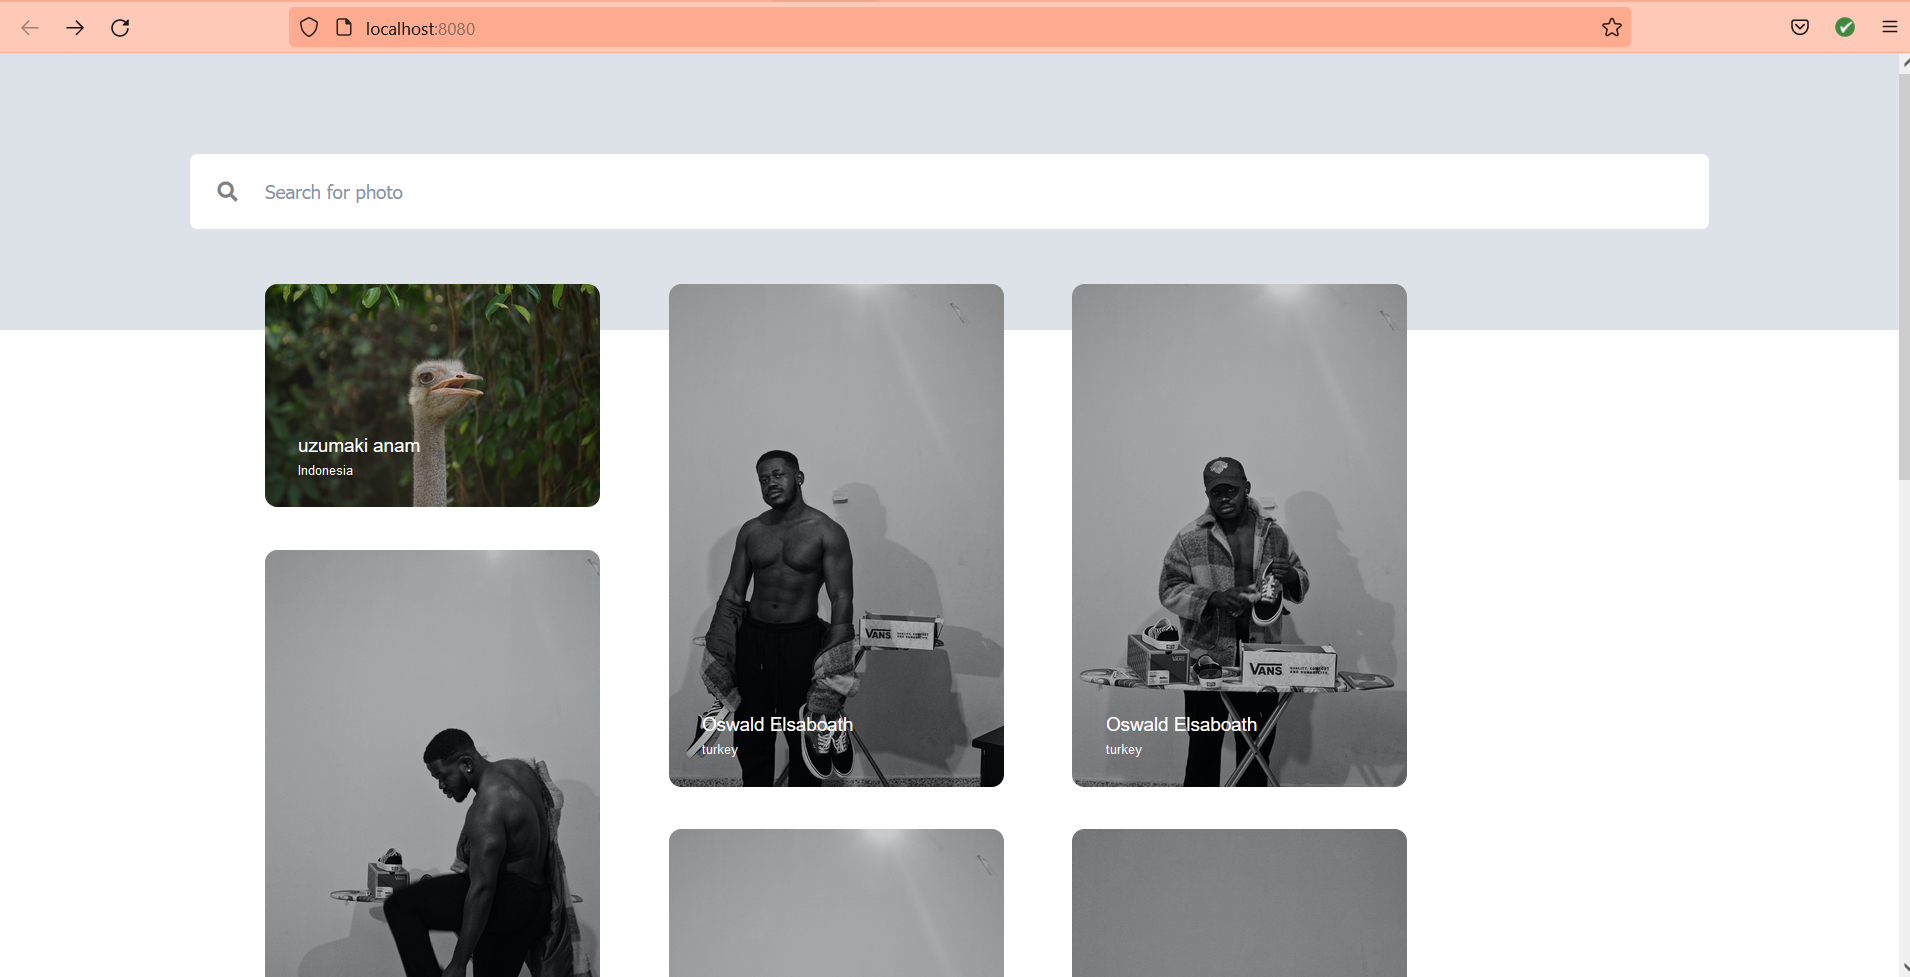 localhost:8080
Search for photo
uzumaki anam
Indonesia
Oswald Elsaboath
turkey
VANS
Oswald Elsaboath
turkey
VANS